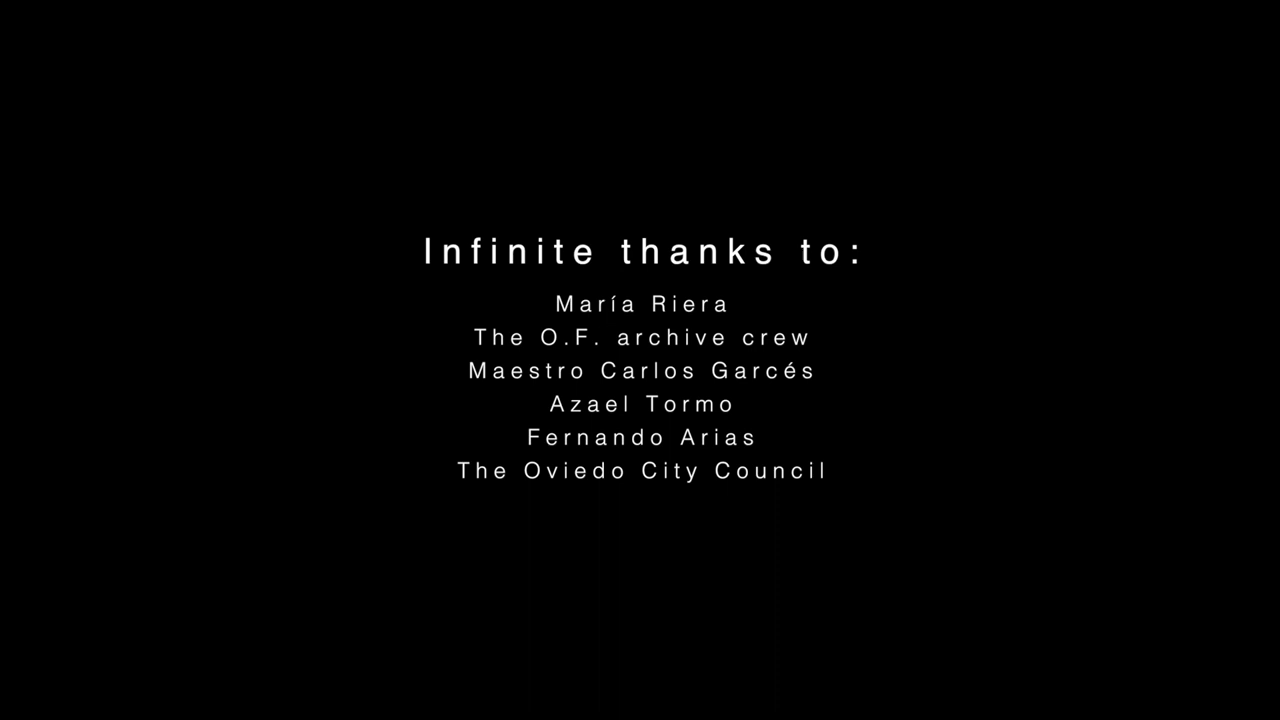 Infinite thanks to:
María Riera
The O.F. archive crew
Maestro Carlos Garcés
Azael Tormo
Fernando Arias
The Oviedo City Council